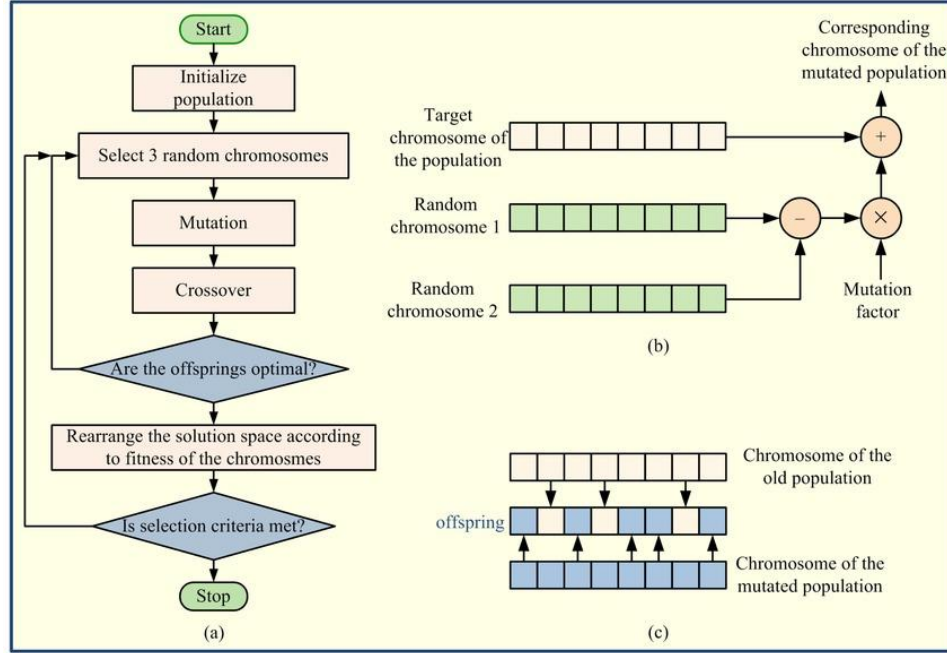 Start
Initialize
population
Select 3 random chromosomes
Mutation
Crossover
Are the offsprings optimal?
Rearrange the solution space according
to fitness of the chromosmes
Is selection criteria met?
Stop
(a)
Corresponding
chromosome of the
mutated population
Target
chromosome of
the population
+
Random
chromosome 1
−
×
Random
chromosome 2
Mutation
factor
(b)
Chromosome of the
old population
offspring
Chromosome of the
mutated population
(c)